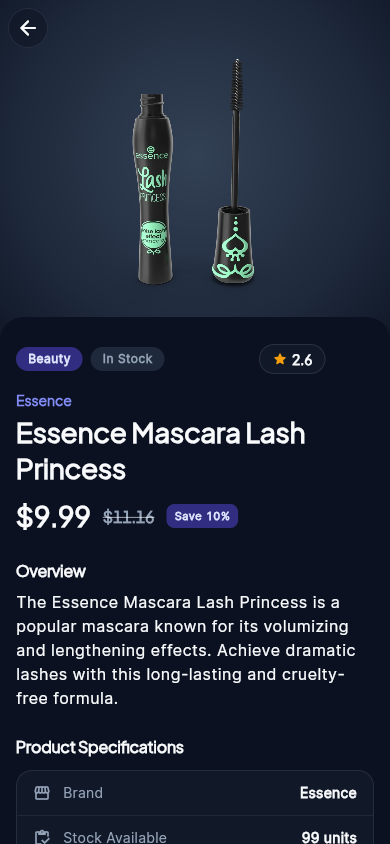 essence
Lash
PRINCESS
Beauty
In Stock
2.6
Essence
Essence Mascara Lash
Princess
$9.99
$11.16
Save 10%
Overview
The Essence Mascara Lash Princess is a
popular mascara known for its volumizing
and lengthening effects. Achieve dramatic
lashes with this long-lasting and cruelty-
free formula.
Product Specifications
Brand
Essence
Stock Available
99 units